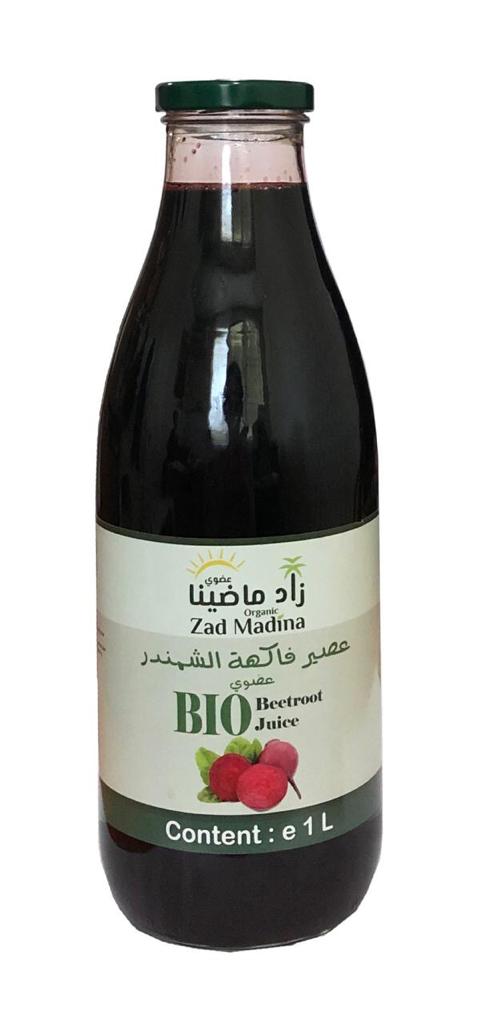 عضوي
زاد ماضينا
Organic
Zad Madina
عصير فاكهة الشمندر
عضوي
BIO Beetroot
Juice
Content : e 1 L